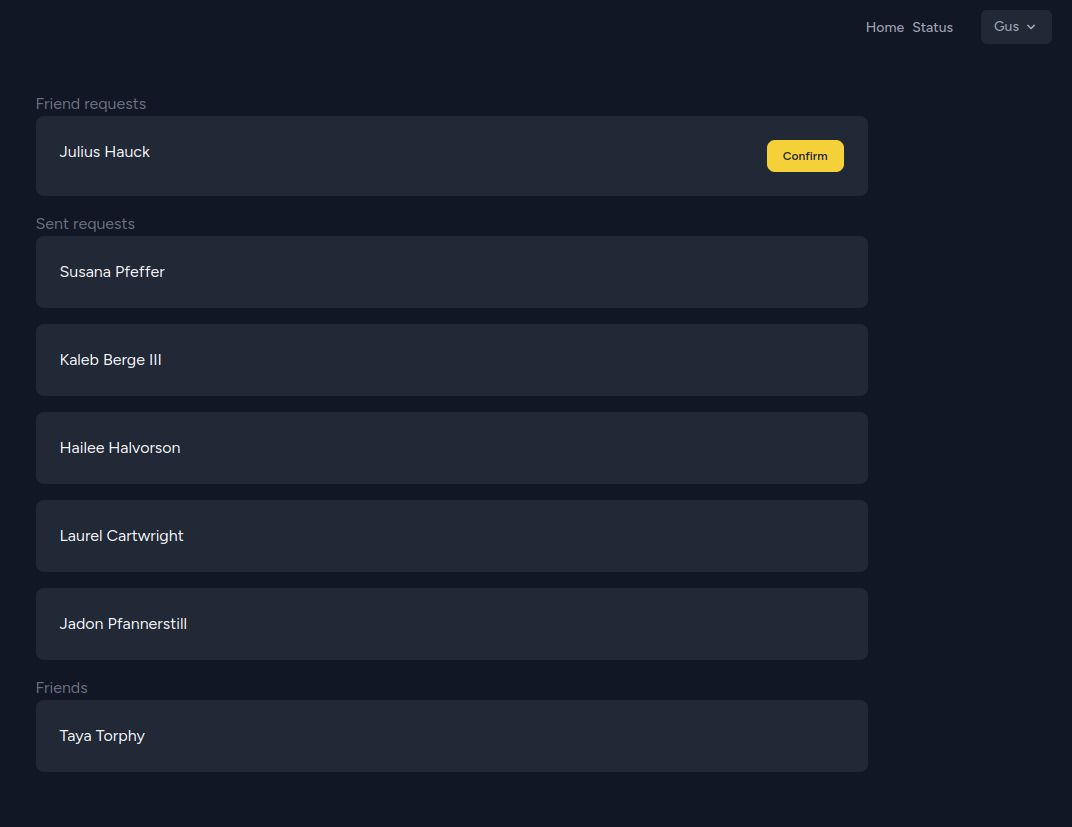 Home Status Gus
Friend requests
Julius Hauck Confirm
Sent requests
Susana Pfeffer
Kaleb Berge III
Hailee Halvorson
Laurel Cartwright
Jadon Pfannerstill
Friends
Taya Torphy